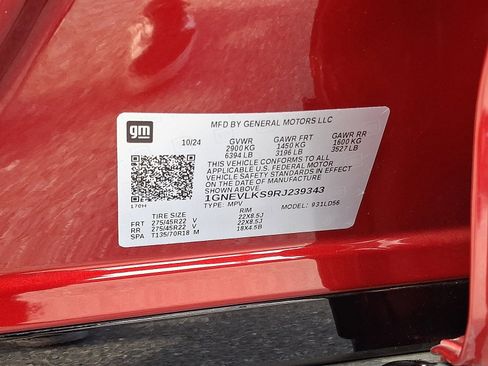 gm
MFD BY GENERAL MOTORS LLC
10/24 GVWR GAWR FRT GAWR RR
2900 KG 1450 KG 1600 KG
6394 LB 3196 LB 3527 LB
THIS VEHICLE CONFORMS TO ALL
APPLICABLE U.S. FEDERAL MOTOR
VEHICLE SAFETY STANDARDS IN EFFECT
ON THE DATE OF MANUFACTURE
SHOWN ABOVE.
1GNEVLKS9RJ239343
170H TYPE: MPV MODEL: 931LD56
TIRE SIZE RIM
FRT 275/45R22 V 22X8.5J
RR 275/45R22 V 22X8.5J
SPA T135/70R18 M 18X4.5B